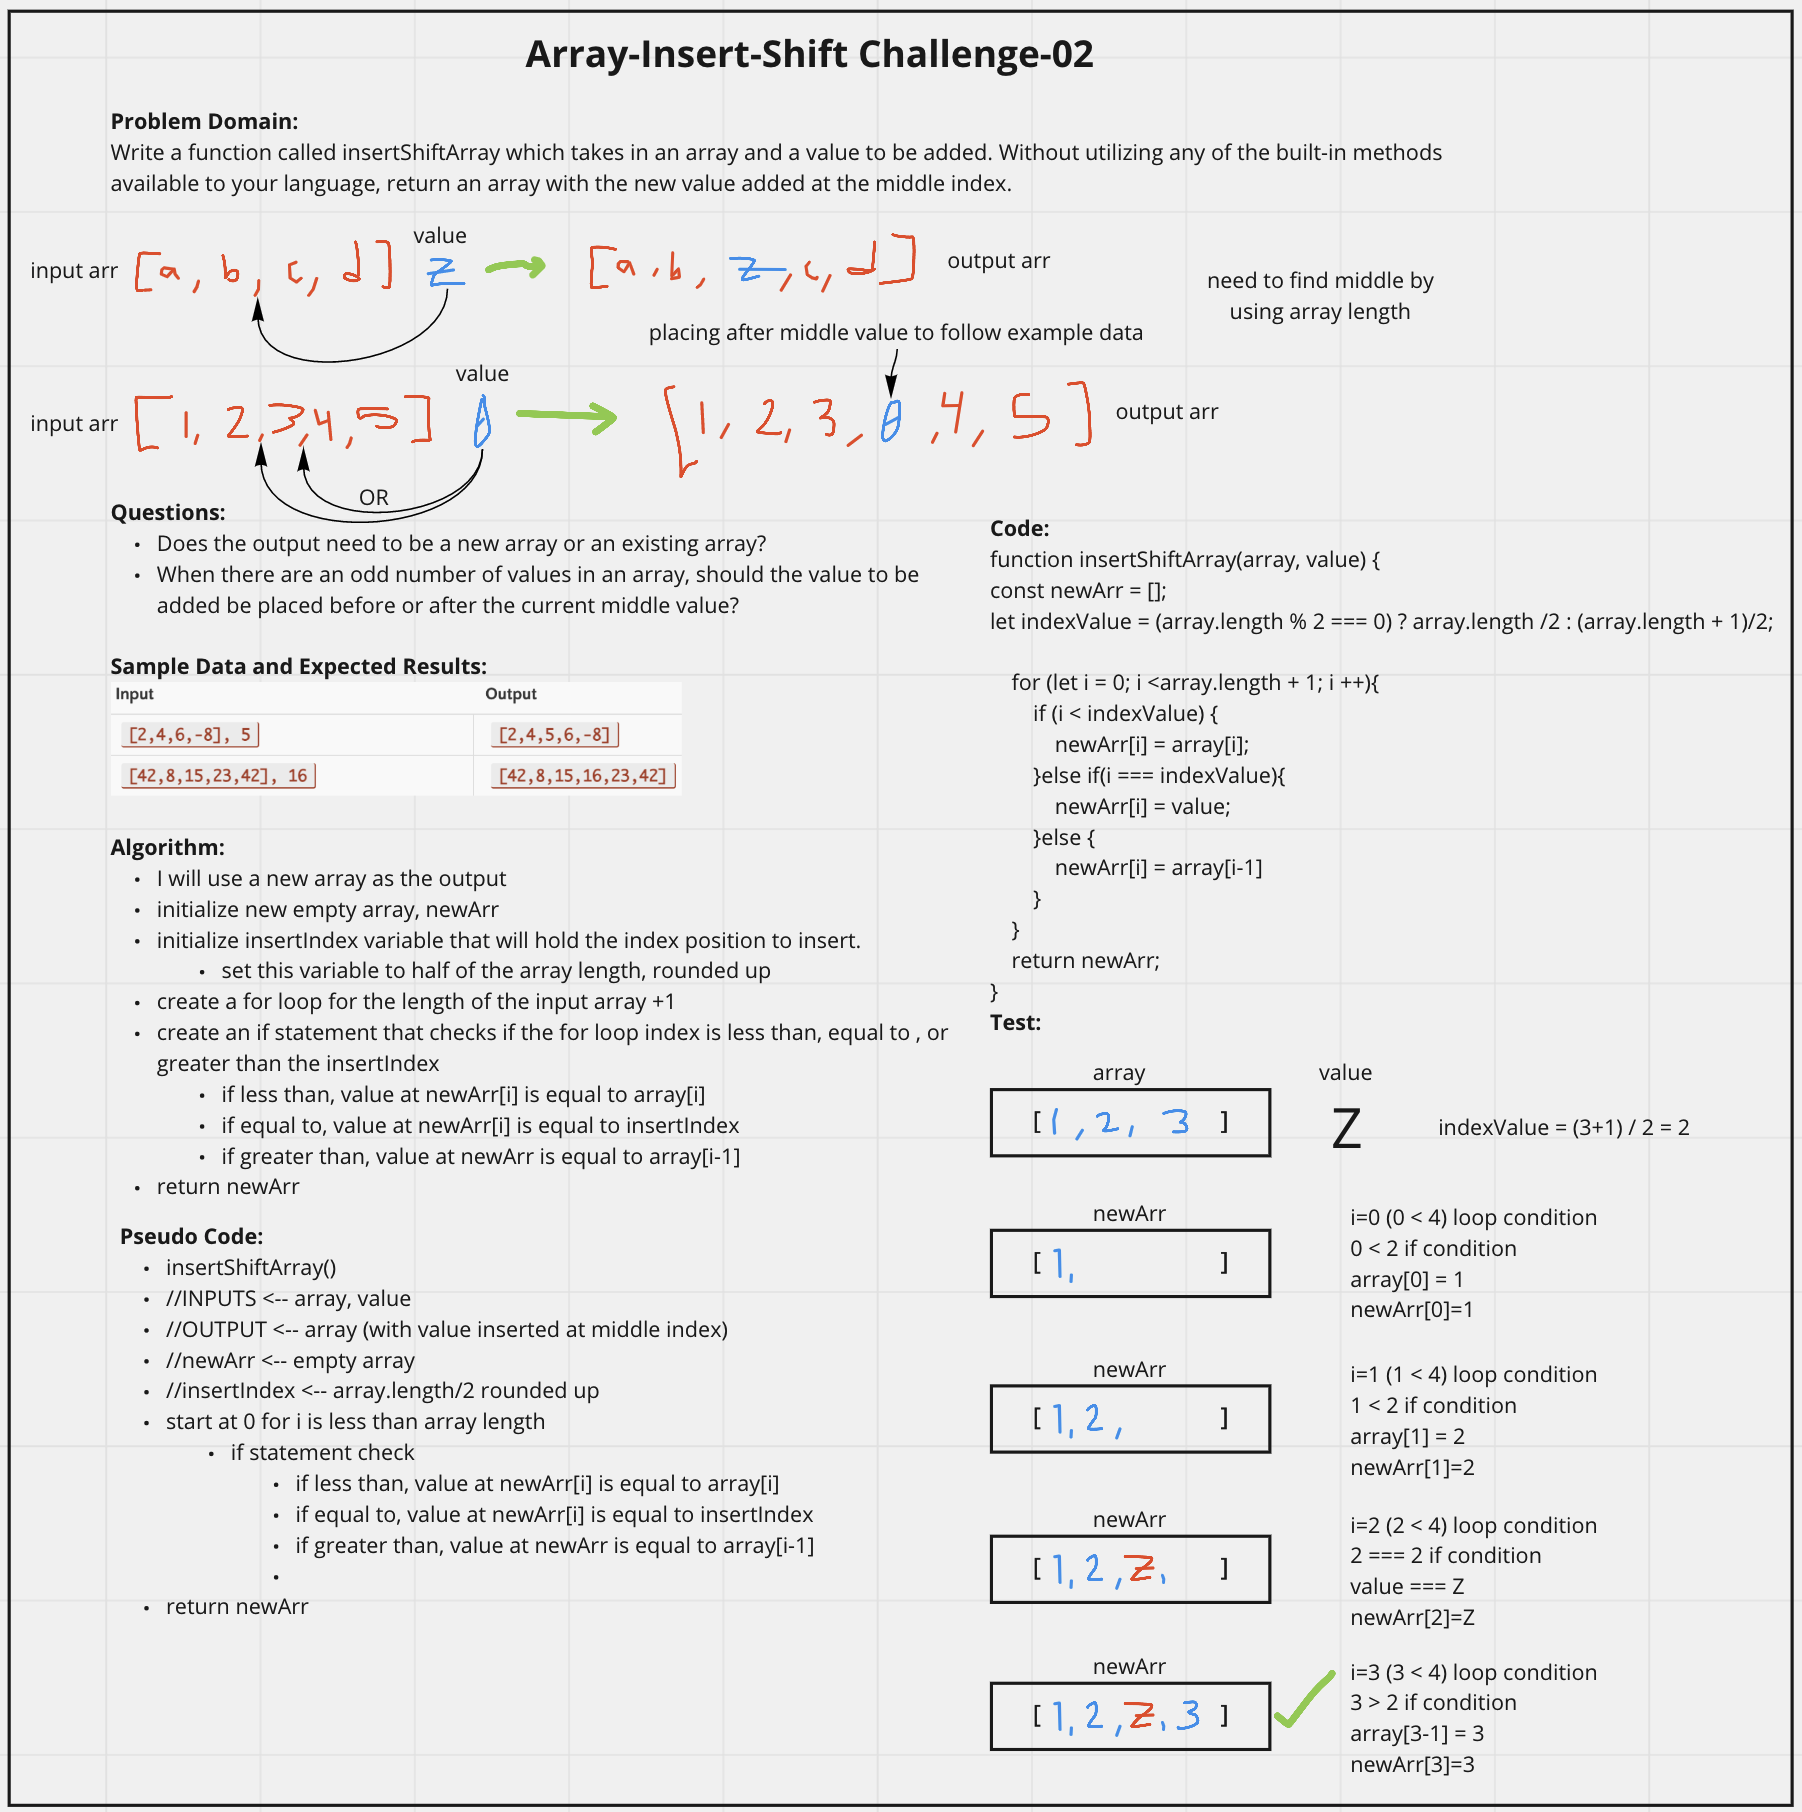 Array-Insert-Shift Challenge-02
Problem Domain:
Write a function called insertShiftArray which takes in an array and a value to be added. Without utilizing any of the built-in methods
available to your language, return an array with the new value added at the middle index.
value
input arr [a, b, c, d] z [a, b, z, c, d] output arr
need to find middle by
using array length
placing after middle value to follow example data
value
input arr [1, 2, 3, 4, 5] 0 [1, 2, 3, 0, 4, 5] output arr
OR
Questions:
• Does the output need to be a new array or an existing array?
• When there are an odd number of values in an array, should the value to be
added be placed before or after the current middle value?
Sample Data and Expected Results:
Input Output
[2,4,6,-8], 5 [2,4,5,6,-8]
[42,8,15,23,42], 16 [42,8,15,16,23,42]
Algorithm:
• I will use a new array as the output
• initialize new empty array, newArr
• initialize insertIndex variable that will hold the index position to insert.
• set this variable to half of the array length, rounded up
• create a for loop for the length of the input array +1
• create an if statement that checks if the for loop index is less than, equal to , or
greater than the insertIndex
• if less than, value at newArr[i] is equal to array[i]
• if equal to, value at newArr[i] is equal to insertIndex
• if greater than, value at newArr is equal to array[i-1]
• return newArr
Pseudo Code:
• insertShiftArray()
• //INPUTS <-- array, value
• //OUTPUT <-- array (with value inserted at middle index)
• //newArr <-- empty array
• //insertIndex <-- array.length/2 rounded up
• start at 0 for i is less than array length
• if statement check
• if less than, value at newArr[i] is equal to array[i]
• if equal to, value at newArr[i] is equal to insertIndex
• if greater than, value at newArr is equal to array[i-1]
•
• return newArr
Code:
function insertShiftArray(array, value) {
const newArr = [];
let indexValue = (array.length % 2 === 0) ? array.length /2 : (array.length + 1)/2;
for (let i = 0; i <array.length + 1; i ++){
if (i < indexValue) {
newArr[i] = array[i];
}else if(i === indexValue){
newArr[i] = value;
}else {
newArr[i] = array[i-1]
}
}
return newArr;
}
Test:
array value
[ 1, 2, 3 ] Z indexValue = (3+1) / 2 = 2
newArr
[ 1, ]
i=0 (0 < 4) loop condition
0 < 2 if condition
array[0] = 1
newArr[0]=1
newArr
[ 1, 2, ]
i=1 (1 < 4) loop condition
1 < 2 if condition
array[1] = 2
newArr[1]=2
newArr
[ 1, 2, Z, ]
i=2 (2 < 4) loop condition
2 === 2 if condition
value === Z
newArr[2]=Z
newArr
[ 1, 2, Z, 3 ]
i=3 (3 < 4) loop condition
3 > 2 if condition
array[3-1] = 3
newArr[3]=3